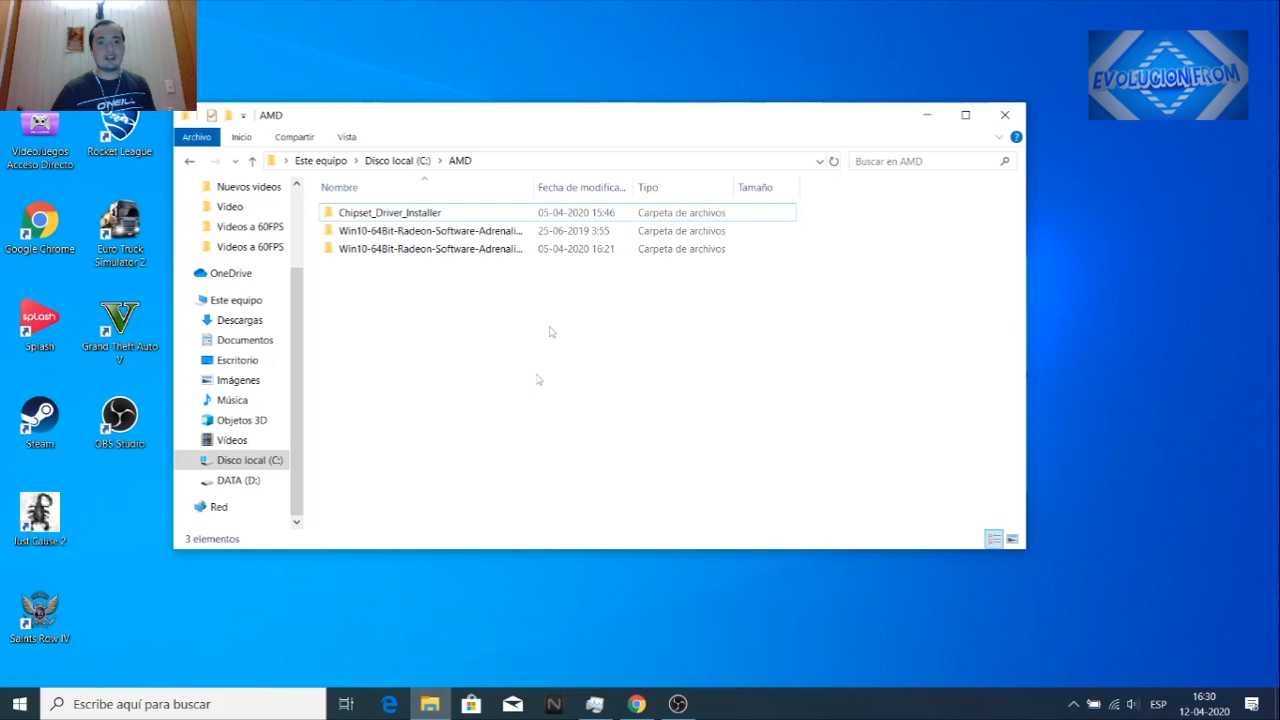 O'NEILL
EVOLUCION FROM
AMD
Archivo Inicio Compartir Vista
Este equipo > Disco local (C:) > AMD
Buscar en AMD
Nombre Fecha de modifica... Tipo Tamaño
Chipset_Driver_Installer 05-04-2020 15:46 Carpeta de archivos
Win10-64Bit-Radeon-Software-Adrenali... 25-06-2019 3:55 Carpeta de archivos
Win10-64Bit-Radeon-Software-Adrenali... 05-04-2020 16:21 Carpeta de archivos
Nuevos videos
Video
Videos a 60FPS
Videos a 60FPS
OneDrive
Este equipo
Descargas
Documentos
Escritorio
Imágenes
Música
Objetos 3D
Vídeos
Disco local (C:)
DATA (D:)
Red
3 elementos
Videojuegos
Acceso Directo
Rocket League
Google Chrome
Euro Truck
Simulator 2
splash
Splash
Grand Theft Auto
V
Steam
OBS Studio
Just Cause 2
Saints Row IV
Escribe aquí para buscar
ESP
16:30
12-04-2020